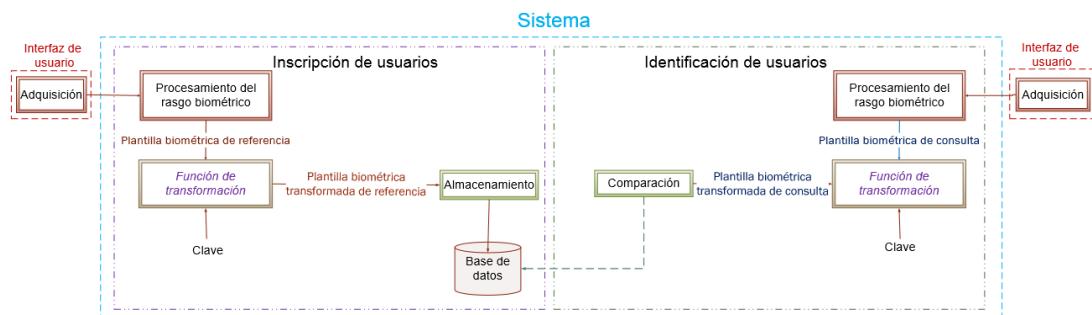 Sistema
Interfaz de
usuario
Adquisición
Inscripción de usuarios
Procesamiento del
rasgo biométrico
Plantilla biométrica de referencia
Función de
transformación
Plantilla biométrica
transformada de referencia
Almacenamiento
Clave
Base de
datos
Identificación de usuarios
Procesamiento del
rasgo biométrico
Plantilla biométrica de consulta
Comparación
Plantilla biométrica
transformada de consulta
Función de
transformación
Clave
Interfaz de
usuario
Adquisición